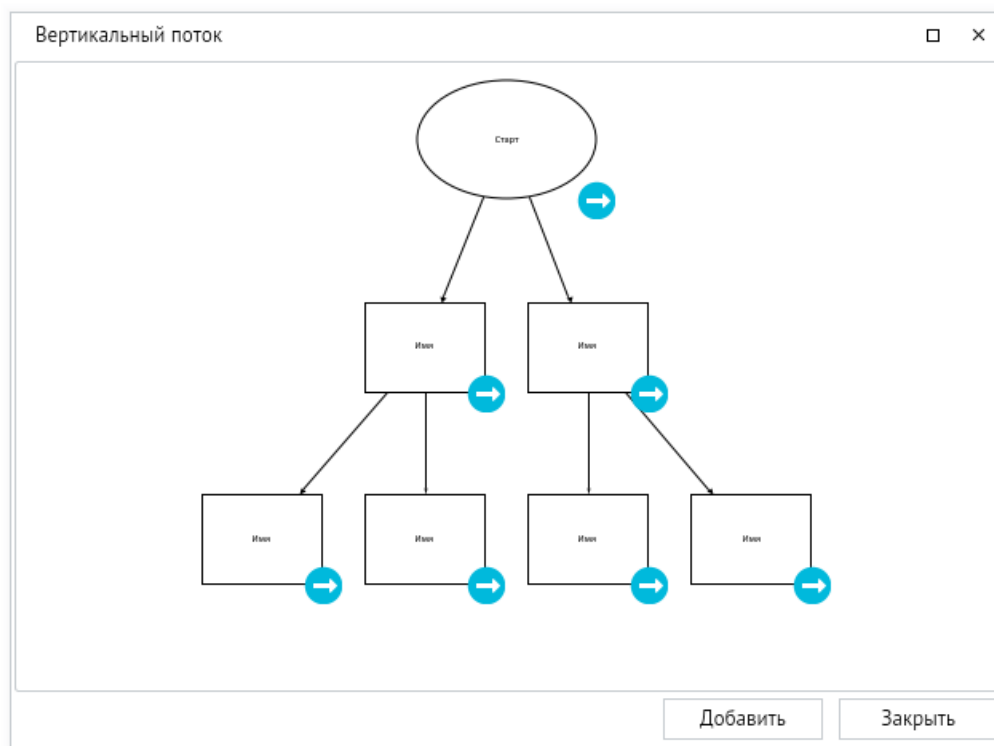 Вертикальный поток
Старт
Имя
Имя
Имя
Имя
Имя
Имя
Добавить
Закрыть